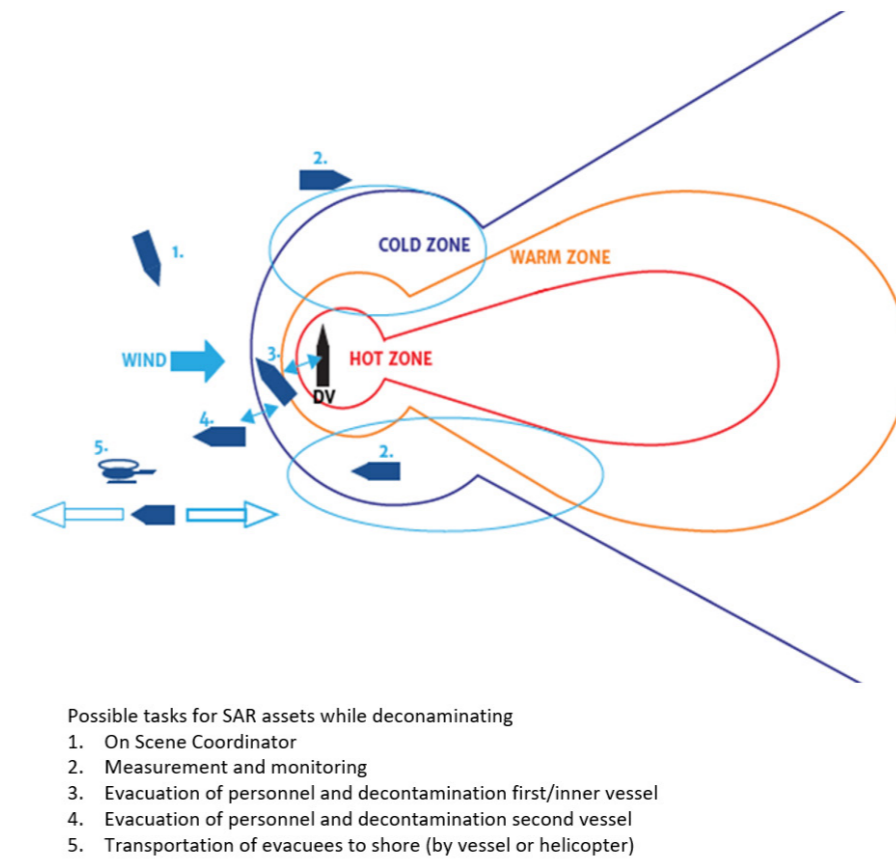 2.
COLD ZONE
1.
WARM ZONE
WIND
3.
HOT ZONE
DV
4.
5.
2.
Possible tasks for SAR assets while deconaminating
1. On Scene Coordinator
2. Measurement and monitoring
3. Evacuation of personnel and decontamination first/inner vessel
4. Evacuation of personnel and decontamination second vessel
5. Transportation of evacuees to shore (by vessel or helicopter)